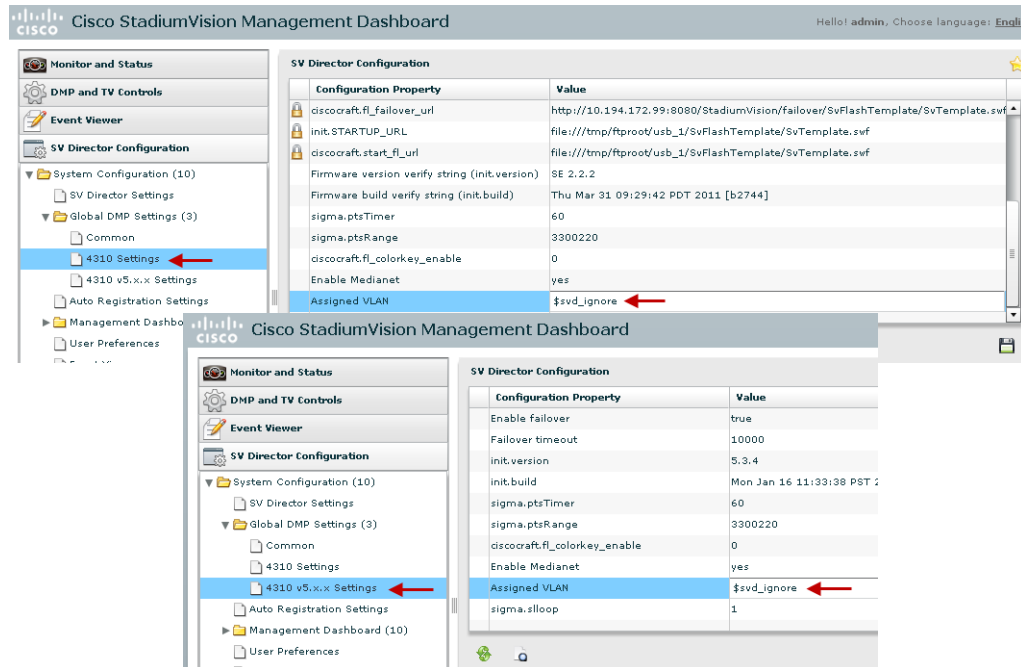 CISCO Cisco StadiumVision Management Dashboard
Hello! admin, Choose language: Engli
Monitor and Status
DMP and TV Controls
Event Viewer
SV Director Configuration
System Configuration (10)
SV Director Settings
Global DMP Settings (3)
Common
4310 Settings
4310 v5.x.x Settings
Auto Registration Settings
Management Dashbo
User Preferences
SV Director Configuration
Configuration Property Value
ciscocraft.fl_failover_url http://10.194.172.99:8080/StadiumVision/failover/SvFlashTemplate/SvTemplate.swf
init.STARTUP_URL file:///tmp/ftproot/usb_1/SvFlashTemplate/SvTemplate.swf
ciscocraft.start_fl_url file:///tmp/ftproot/usb_1/SvFlashTemplate/SvTemplate.swf
Firmware version verify string (init.version) SE 2.2.2
Firmware build verify string (init.build) Thu Mar 31 09:29:42 PDT 2011 [b2744]
sigma.ptsTimer 60
sigma.ptsRange 3300220
ciscocraft.fl_colorkey_enable 0
Enable Medianet yes
Assigned VLAN $svd_ignore
CISCO Cisco StadiumVision Management Dashboard
Monitor and Status
DMP and TV Controls
Event Viewer
SV Director Configuration
System Configuration (10)
SV Director Settings
Global DMP Settings (3)
Common
4310 Settings
4310 v5.x.x Settings
Auto Registration Settings
Management Dashboard (10)
User Preferences
SV Director Configuration
Configuration Property Value
Enable failover true
Failover timeout 10000
init.version 5.3.4
init.build Mon Jan 16 11:33:38 PST 2
sigma.ptsTimer 60
sigma.ptsRange 3300220
ciscocraft.fl_colorkey_enable 0
Enable Medianet yes
Assigned VLAN $svd_ignore
sigma.slloop 1